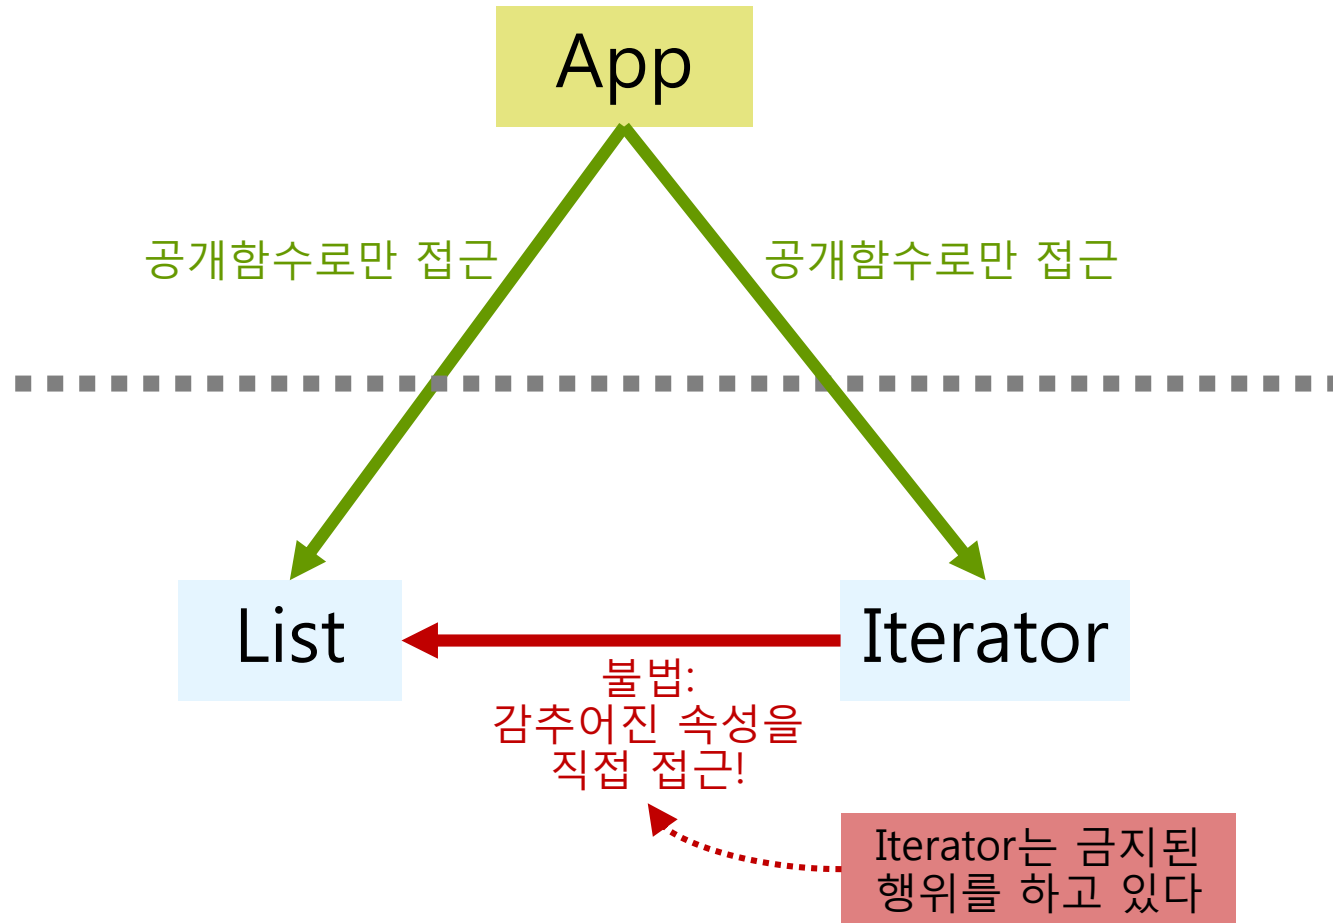 App
공개함수로만 접근
공개함수로만 접근
List
Iterator
불법:
감추어진 속성을
직접 접근!
Iterator는 금지된
행위를 하고 있다